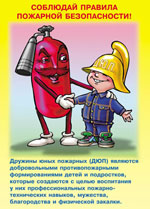 СОБЛЮДАЙ ПРАВИЛА
ПОЖАРНОЙ БЕЗОПАСНОСТИ!
Дружины юных пожарных (ДЮП) являются
добровольными противопожарными
формированиями детей и подростков,
которые создаются с целью воспитания
у них профессиональных пожарно-
технических навыков, мужества,
благородства и физической закалки.